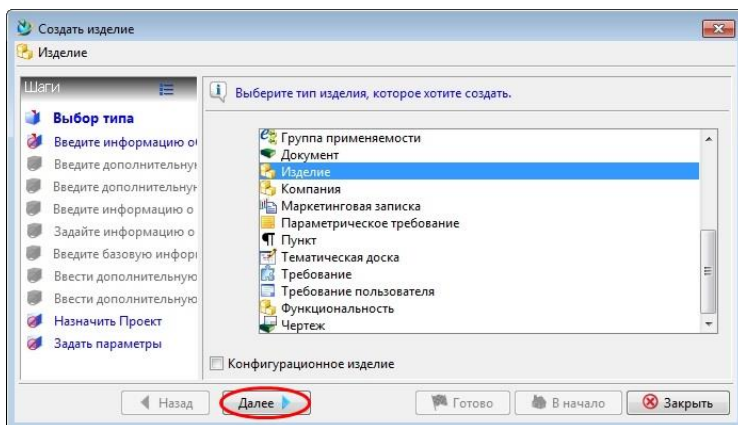 Создать изделие
Изделие
Шаги
Выбор типа
Введите информацию о
Введите дополнительну
Введите дополнительну
Введите информацию о
Задайте информацию о
Введите базовую инфор
Ввести дополнительную
Ввести дополнительную
Назначить Проект
Задать параметры
Выберите тип изделия, которое хотите создать.
Группа применяемости
Документ
Изделие
Компания
Маркетинговая записка
Параметрическое требование
Пункт
Тематическая доска
Требование
Требование пользователя
Функциональность
Чертеж
Конфигурационное изделие
Назад Далее Готово В начало Закрыть